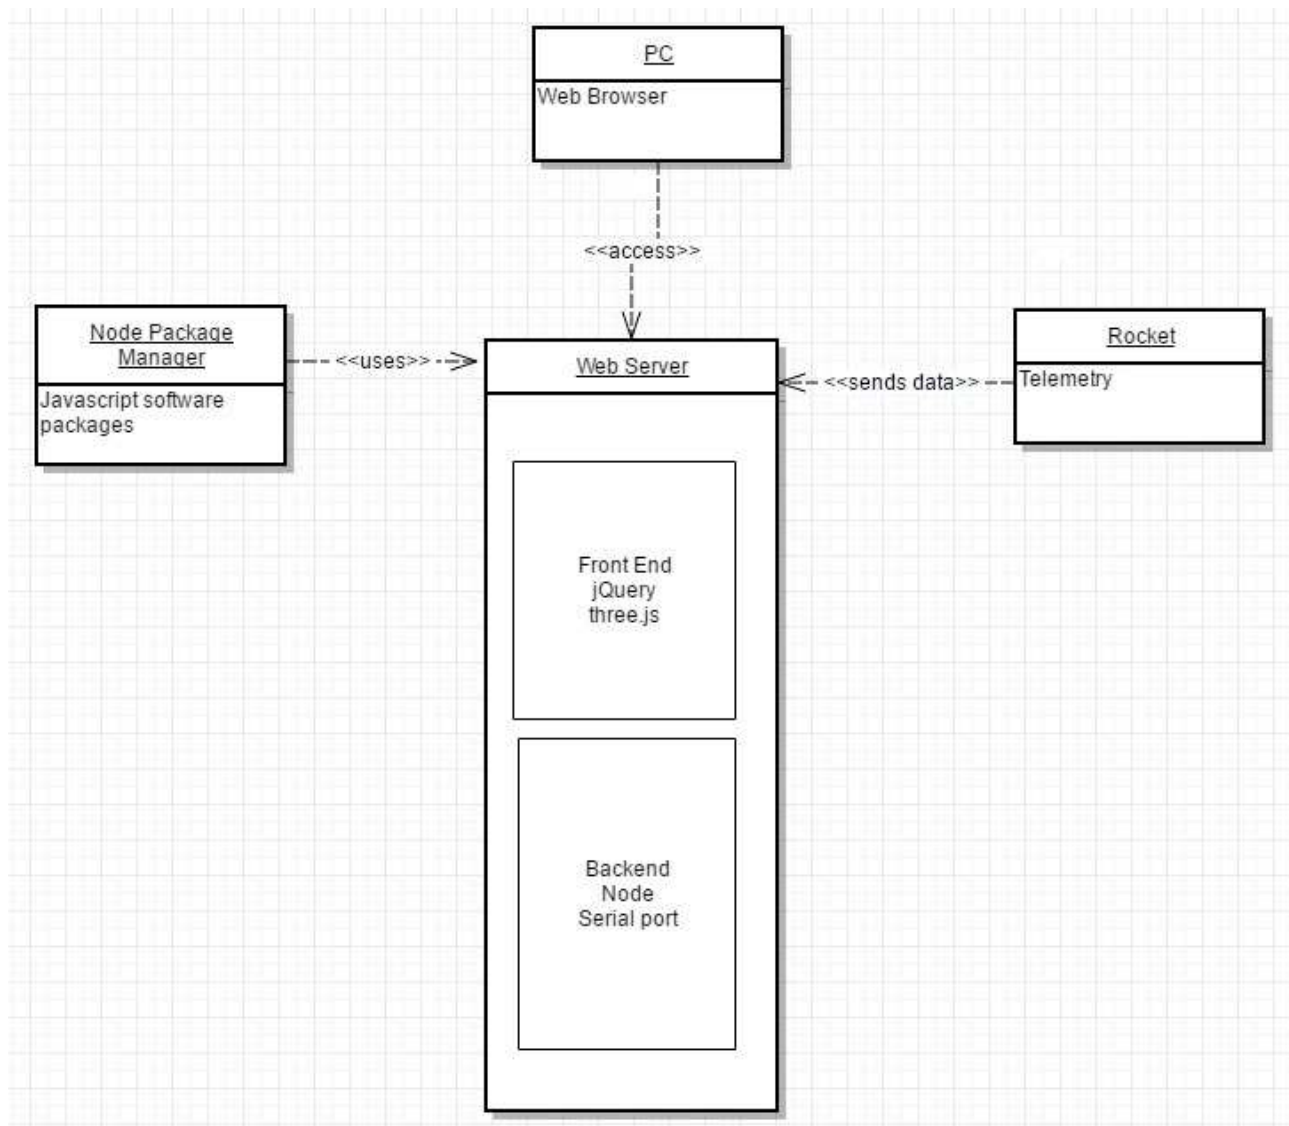 PC
Web Browser
<<access>>
Node Package
Manager
Javascript software
packages
<<uses>>
Web Server
<<sends data>>
Rocket
Telemetry
Front End
jQuery
three.js
Backend
Node
Serial port